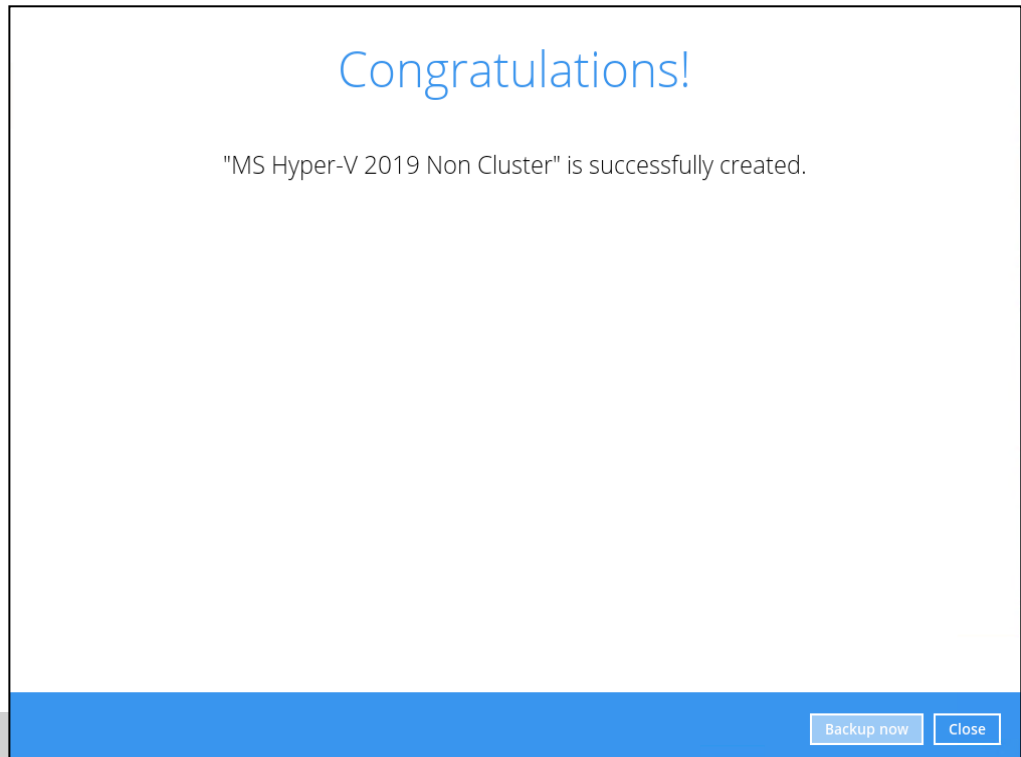 Congratulations!
"MS Hyper-V 2019 Non Cluster" is successfully created.
Backup now
Close